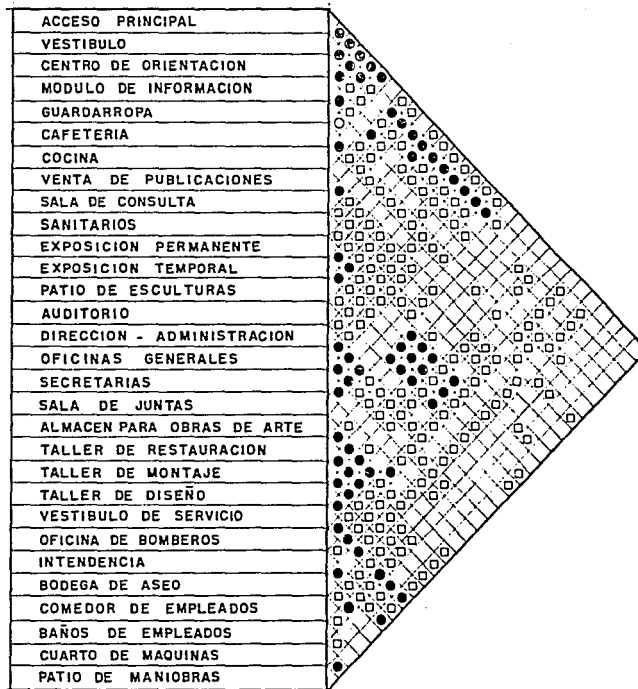 ACCESO PRINCIPAL
VESTIBULO
CENTRO DE ORIENTACION
MODULO DE INFORMACION
GUARDARROPA
CAFETERIA
COCINA
VENTA DE PUBLICACIONES
SALA DE CONSULTA
SANITARIOS
EXPOSICION PERMANENTE
EXPOSICION TEMPORAL
PATIO DE ESCULTURAS
AUDITORIO
DIRECCION - ADMINISTRACION
OFICINAS GENERALES
SECRETARIAS
SALA DE JUNTAS
ALMACEN PARA OBRAS DE ARTE
TALLER DE RESTAURACION
TALLER DE MONTAJE
TALLER DE DISEÑO
VESTIBULO DE SERVICIO
OFICINA DE BOMBEROS
INTENDENCIA
BODEGA DE ASEO
COMEDOR DE EMPLEADOS
BAÑOS DE EMPLEADOS
CUARTO DE MAQUINAS
PATIO DE MANIOBRAS